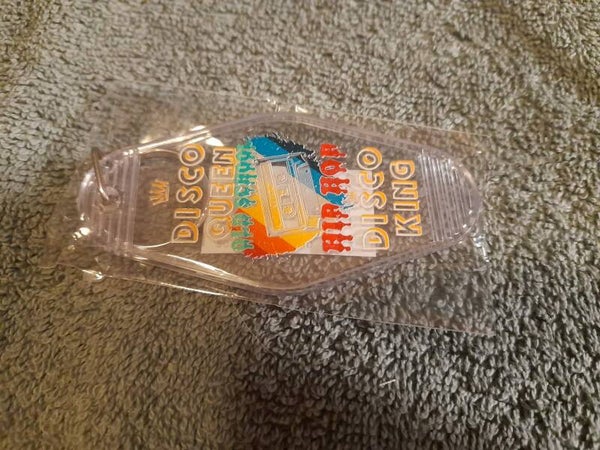 DISCO
QUEEN
OLD SCHOOL
HIP HOP
DISCO
KING